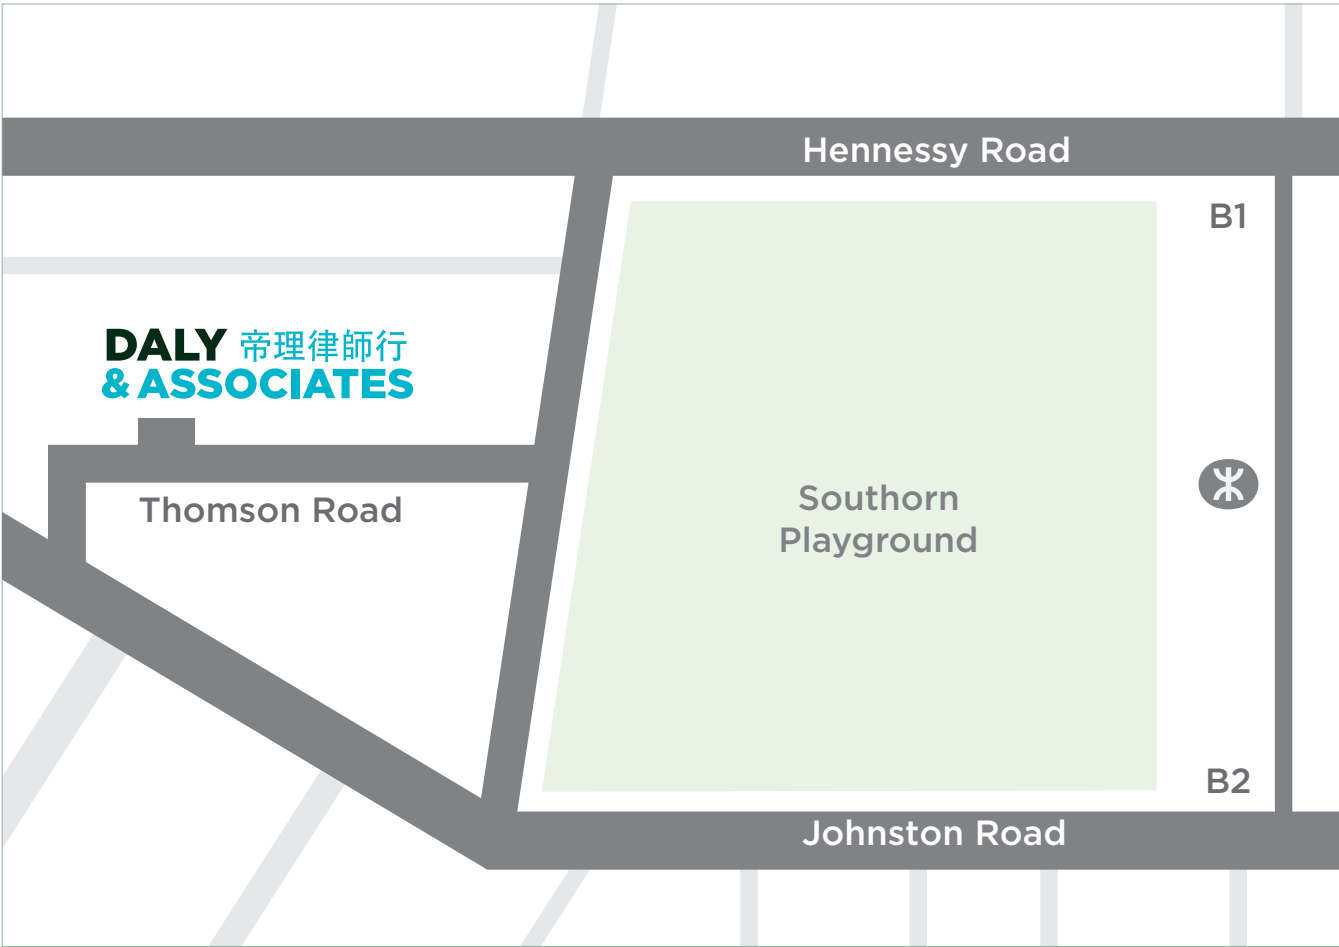 Hennessy Road
B1
DALY 帝理律師行
& ASSOCIATES
Thomson Road
Southorn
Playground
B2
Johnston Road